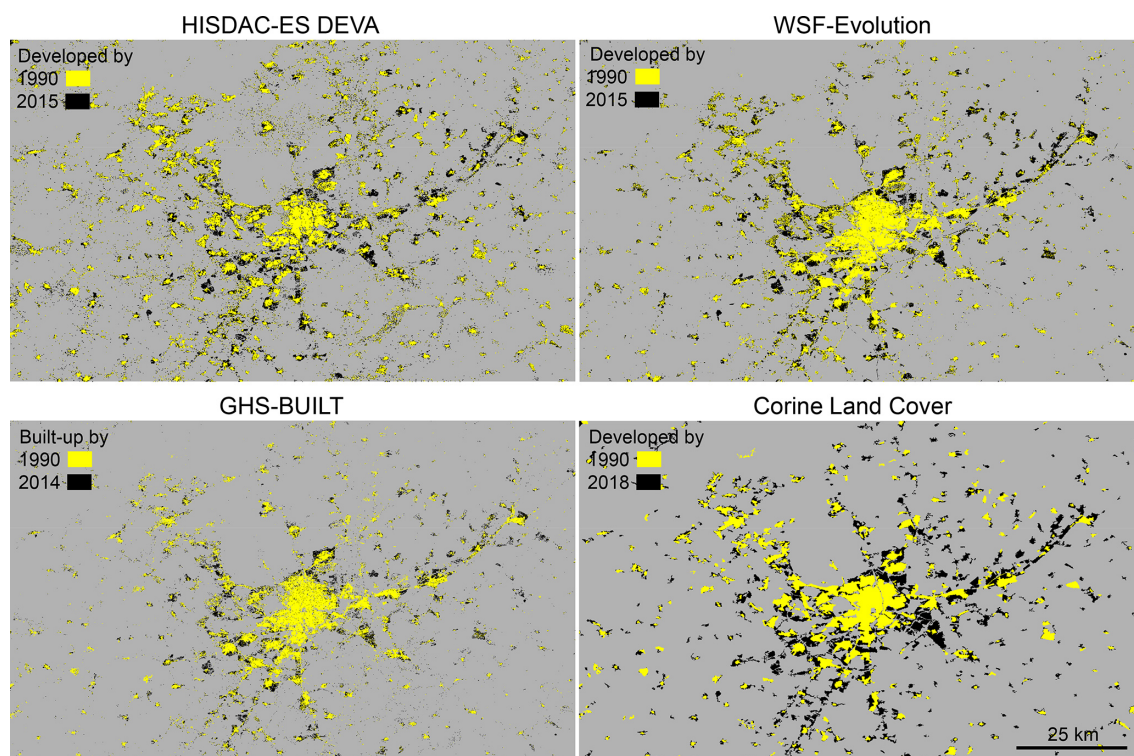 HISDAC-ES DEVA
WSF-Evolution
Developed by
1990
2015
Developed by
1990
2015
GHS-BUILT
Corine Land Cover
Built-up by
1990
2014
Developed by
1990
2018
25 km